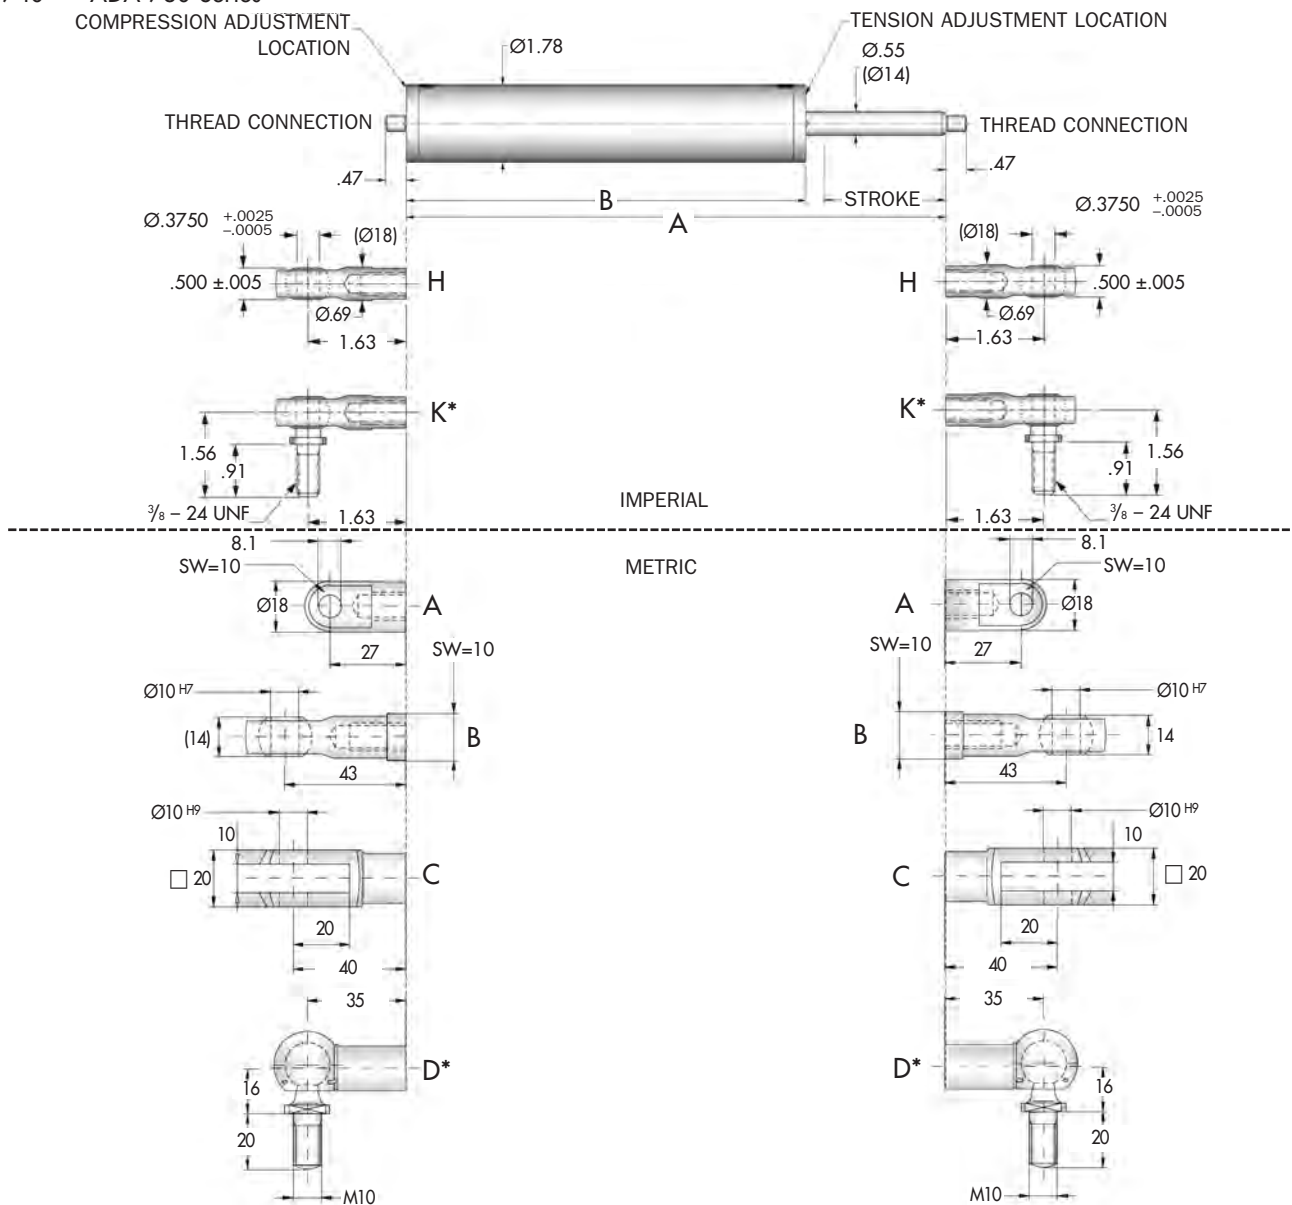 COMPRESSION ADJUSTMENT
LOCATION
TENSION ADJUSTMENT LOCATION
Ø1.78
Ø.55
(Ø14)
THREAD CONNECTION
THREAD CONNECTION
.47
.47
B
STROKE
A
Ø.3750 +.0025
–.0005
(Ø18)
(Ø18)
Ø.3750 +.0025
–.0005
.500 ±.005
H
H
.500 ±.005
Ø.69
Ø.69
1.63
1.63
K*
K*
1.56
.91
1.56
.91
3/8 – 24 UNF
1.63
IMPERIAL
1.63
3/8 – 24 UNF
8.1
METRIC
8.1
SW=10
SW=10
Ø18
A
A
Ø18
27
27
SW=10
SW=10
Ø10 H7
Ø10 H7
(14)
B
B
14
43
43
Ø10 H9
Ø10 H9
10
10
□ 20
C
C
□ 20
20
20
40
40
35
35
D*
D*
16
16
20
20
M10
M10